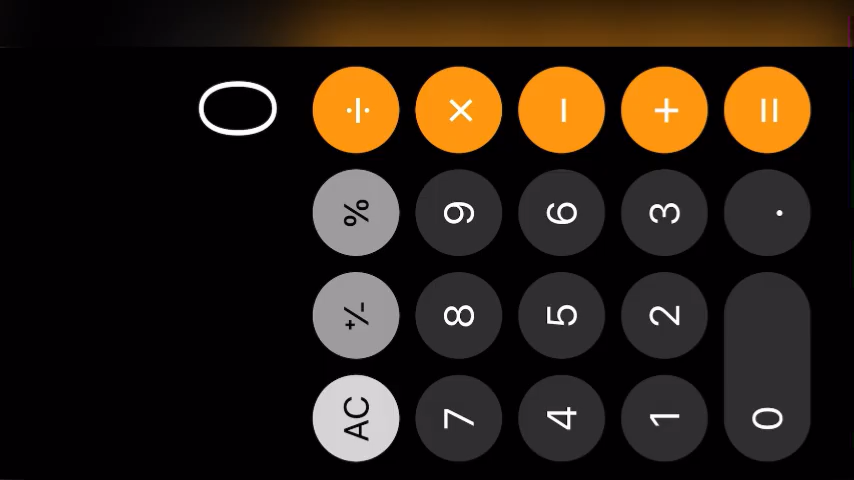 0
AC +/- % ÷
7 8 9 ×
4 5 6 −
1 2 3 +
0 . =